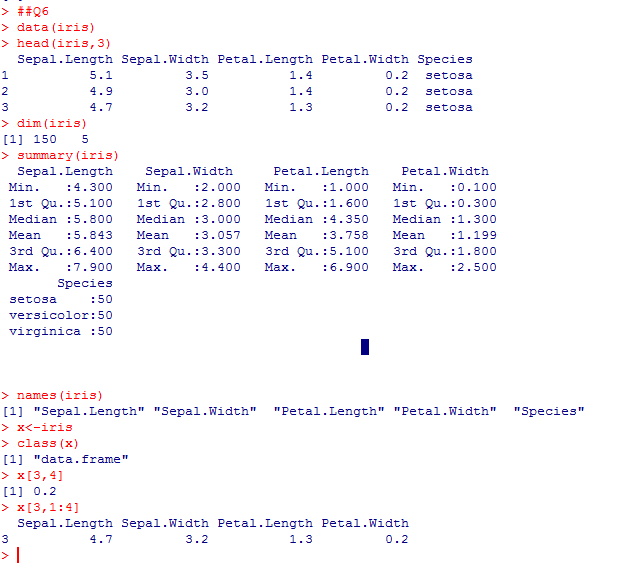 > ##Q6
> data(iris)
> head(iris,3)
  Sepal.Length Sepal.Width Petal.Length Petal.Width Species
1          5.1         3.5          1.4         0.2  setosa
2          4.9         3.0          1.4         0.2  setosa
3          4.7         3.2          1.3         0.2  setosa
> dim(iris)
[1] 150   5
> summary(iris)
  Sepal.Length    Sepal.Width     Petal.Length    Petal.Width
 Min.   :4.300   Min.   :2.000   Min.   :1.000   Min.   :0.100
 1st Qu.:5.100   1st Qu.:2.800   1st Qu.:1.600   1st Qu.:0.300
 Median :5.800   Median :3.000   Median :4.350   Median :1.300
 Mean   :5.843   Mean   :3.057   Mean   :3.758   Mean   :1.199
 3rd Qu.:6.400   3rd Qu.:3.300   3rd Qu.:5.100   3rd Qu.:1.800
 Max.   :7.900   Max.   :4.400   Max.   :6.900   Max.   :2.500
       Species
 setosa    :50
 versicolor:50
 virginica :50
> names(iris)
[1] "Sepal.Length" "Sepal.Width"  "Petal.Length" "Petal.Width"  "Species"
> x<-iris
> class(x)
[1] "data.frame"
> x[3,4]
[1] 0.2
> x[3,1:4]
  Sepal.Length Sepal.Width Petal.Length Petal.Width
3          4.7         3.2          1.3         0.2
>